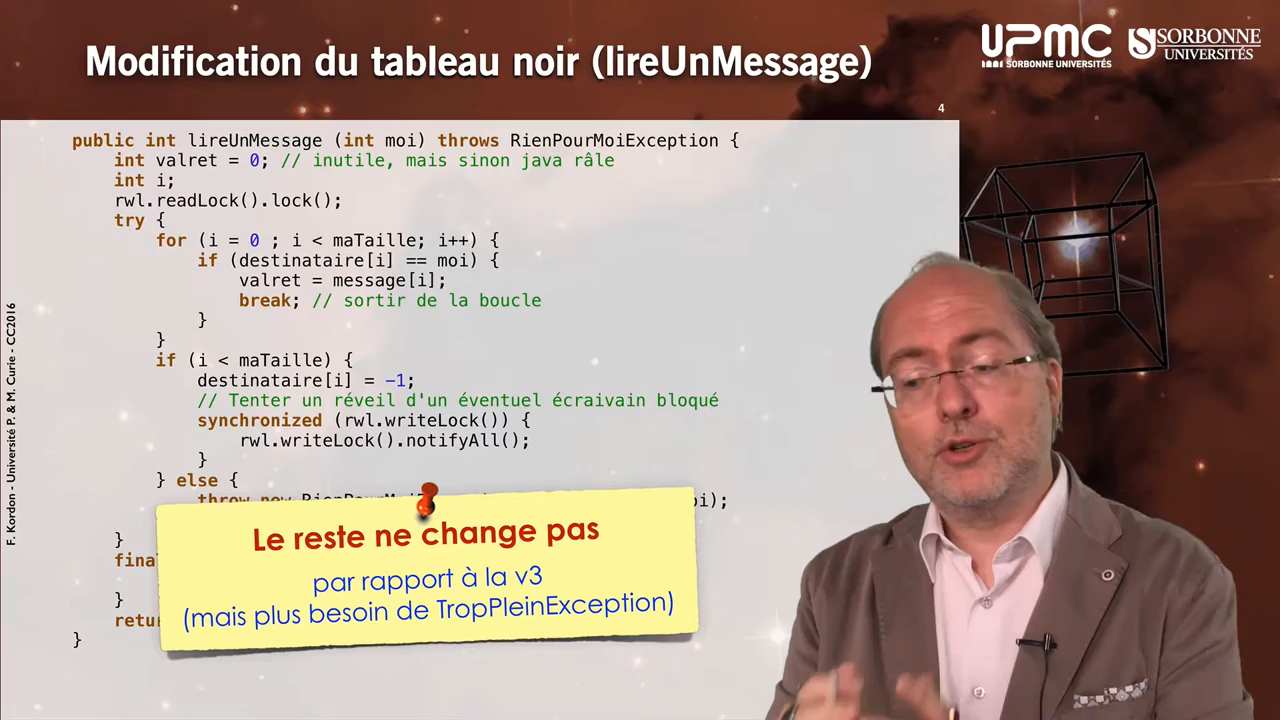 Modification du tableau noir (lireUnMessage)
UPMC
SORBONNE UNIVERSITÉS
SORBONNE
UNIVERSITÉS
4
public int lireUnMessage (int moi) throws RienPourMoiException {
int valret = 0; // inutile, mais sinon java râle
int i;
rwl.readLock().lock();
try {
for (i = 0 ; i < maTaille; i++) {
if (destinataire[i] == moi) {
valret = message[i];
break; // sortir de la boucle
}
}
if (i < maTaille) {
destinataire[i] = -1;
// Tenter un réveil d'un éventuel écraivain bloqué
synchronized (rwl.writeLock()) {
rwl.writeLock().notifyAll();
}
} else {
throw new
}
}
}
Le reste ne change pas
par rapport à la v3
(mais plus besoin de TropPleinException)
F. Kordon - Université P. & M. Curie - CC2016